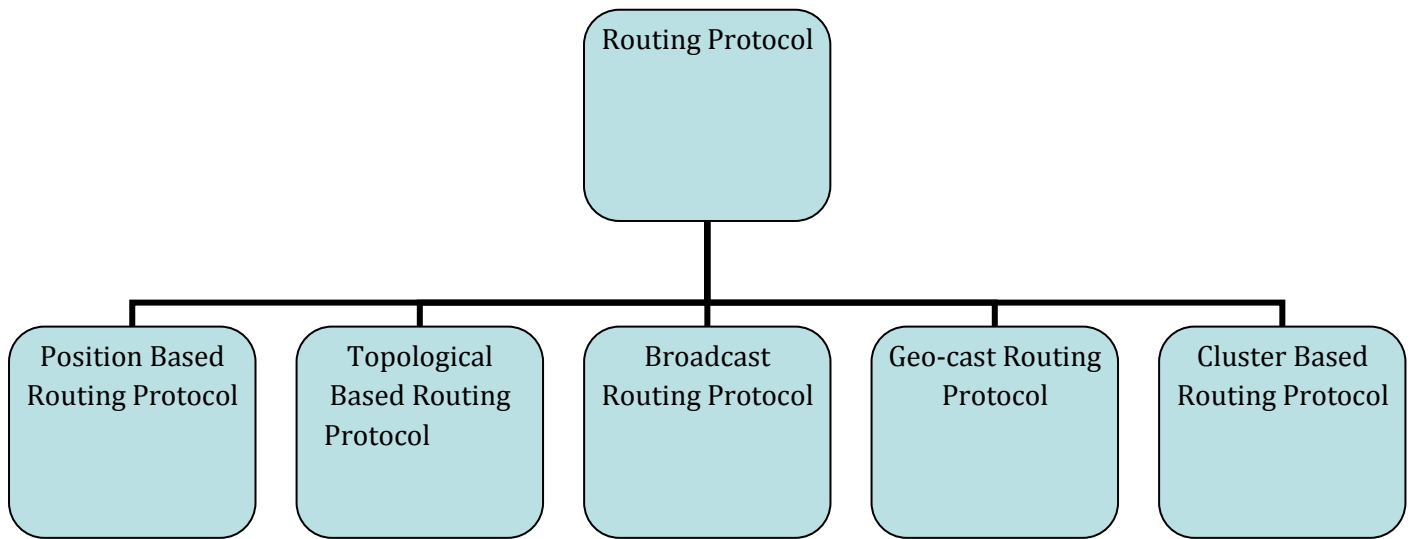 Routing Protocol
Position Based
Routing Protocol
Topological
Based Routing
Protocol
Broadcast
Routing Protocol
Geo-cast Routing
Protocol
Cluster Based
Routing Protocol